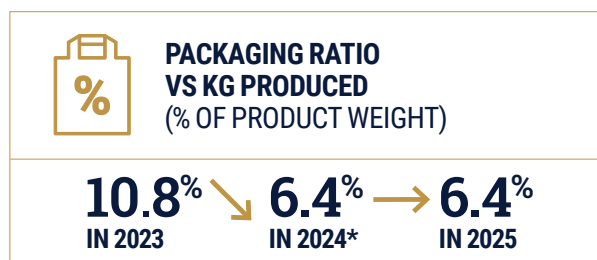 %
PACKAGING RATIO
VS KG PRODUCED
(% OF PRODUCT WEIGHT)
10.8% 6.4% 6.4%
IN 2023 IN 2024* IN 2025